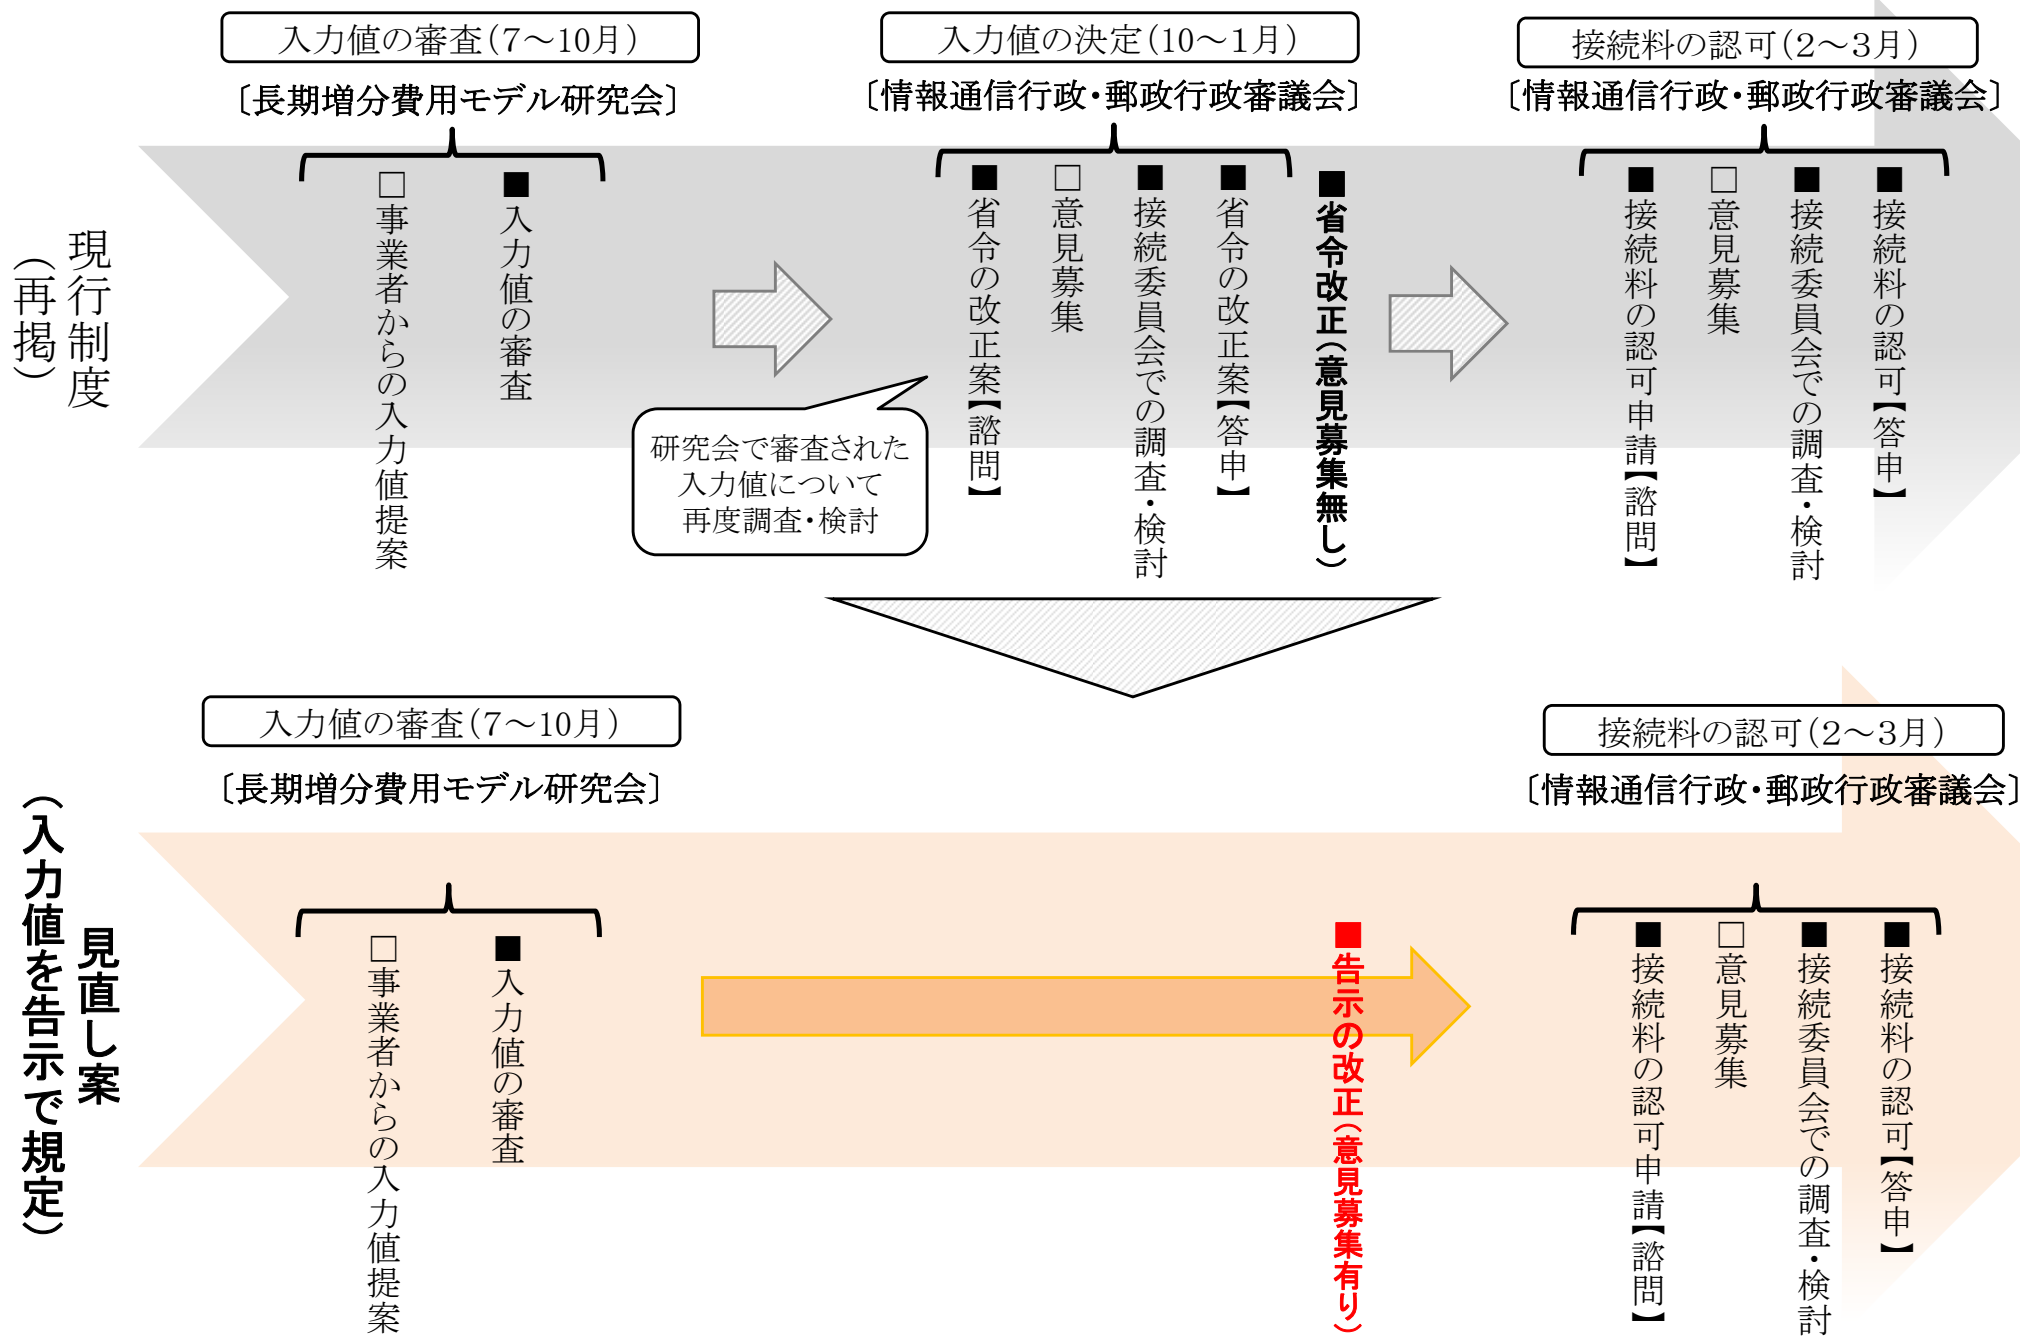 入力値の審査(7～10月)
〔長期増分費用モデル研究会〕
入力値の決定(10～1月)
〔情報通信行政・郵政行政審議会〕
接続料の認可(2～3月)
〔情報通信行政・郵政行政審議会〕
現行制度
(再掲)
□事業者からの入力値提案
■入力値の審査
研究会で審査された
入力値について
再度調査・検討
■省令の改正案【諮問】
□意見募集
■接続委員会での調査・検討
■省令の改正案【答申】
■省令改正(意見募集無し)
■接続料の認可申請【諮問】
□意見募集
■接続委員会での調査・検討
■接続料の認可【答申】
入力値の審査(7～10月)
〔長期増分費用モデル研究会〕
接続料の認可(2～3月)
〔情報通信行政・郵政行政審議会〕
見直し案
(入力値を告示で規定)
□事業者からの入力値提案
■入力値の審査
■告示の改正(意見募集有り)
■接続料の認可申請【諮問】
□意見募集
■接続委員会での調査・検討
■接続料の認可【答申】